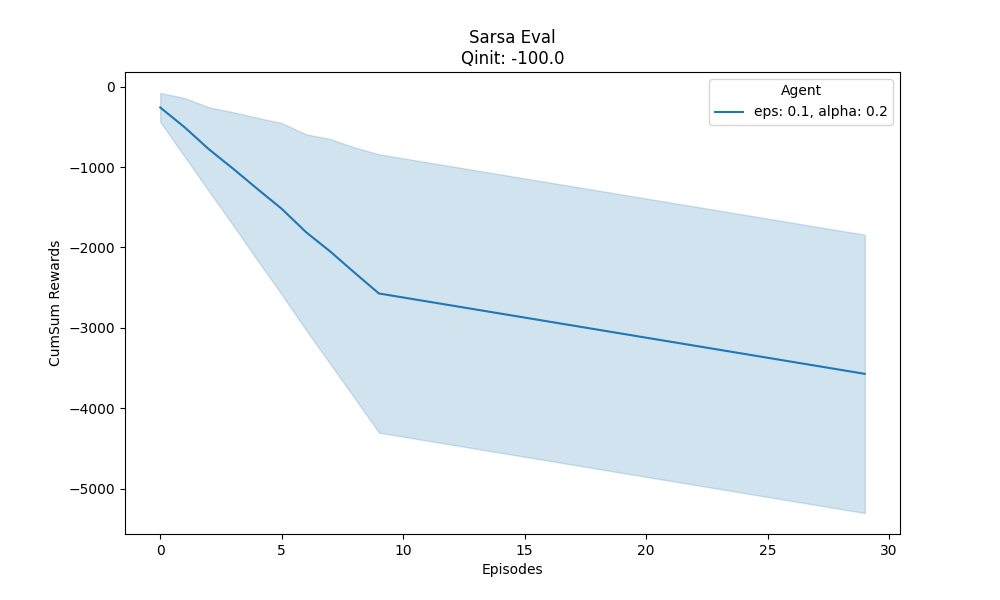 Sarsa Eval
Qinit: -100.0
Agent
eps: 0.1, alpha: 0.2
CumSum Rewards
0
−1000
−2000
−3000
−4000
−5000
0
5
10
15
20
25
30
Episodes